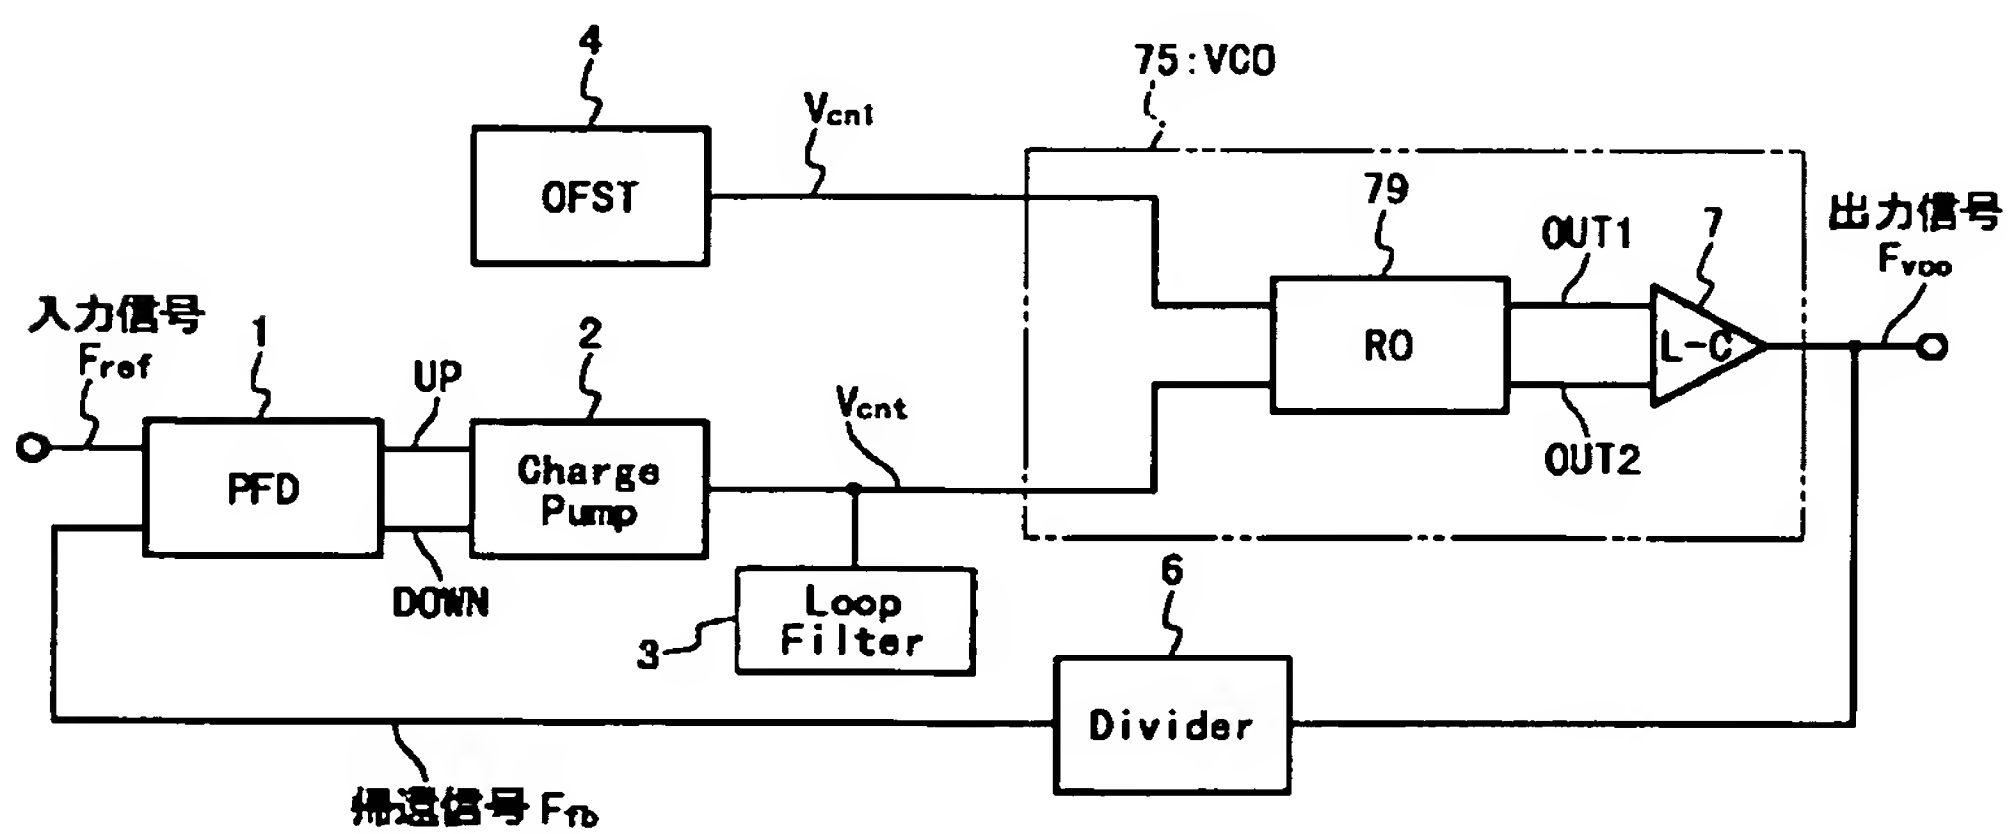 4
75:VCO
Vcnt
OFST
79
出力信号
Fvco
OUT1
7
入力信号
Fref
1
2
RO
L-C
UP
Vcnt
PFD
Charge
Pump
OUT2
DOWN
6
Loop
Filter
3
Divider
帰還信号 Ffb